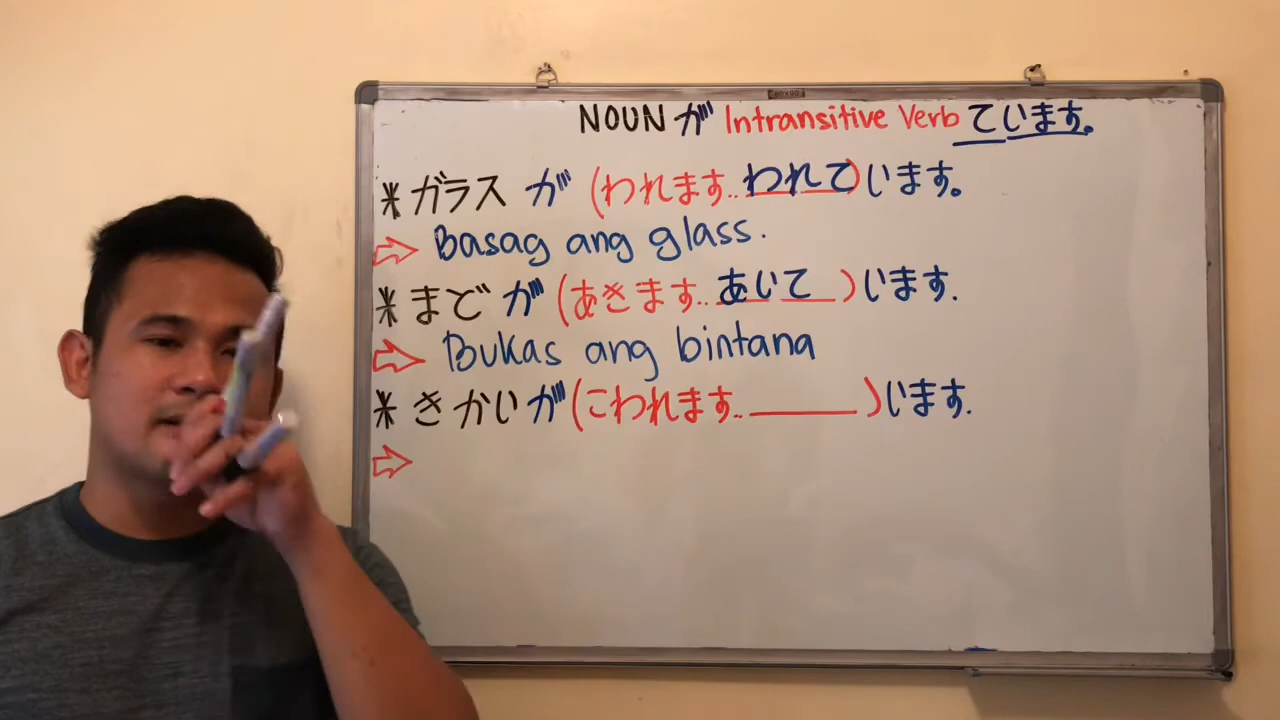 NOUN が Intransitive Verb ています。
*ガラス が (われます..われて)います。
⇨ Basag ang glass.
*まど が (あきます..あいて)います.
⇨ Bukas ang bintana
*きかいが(こわれます..______)います.
⇨